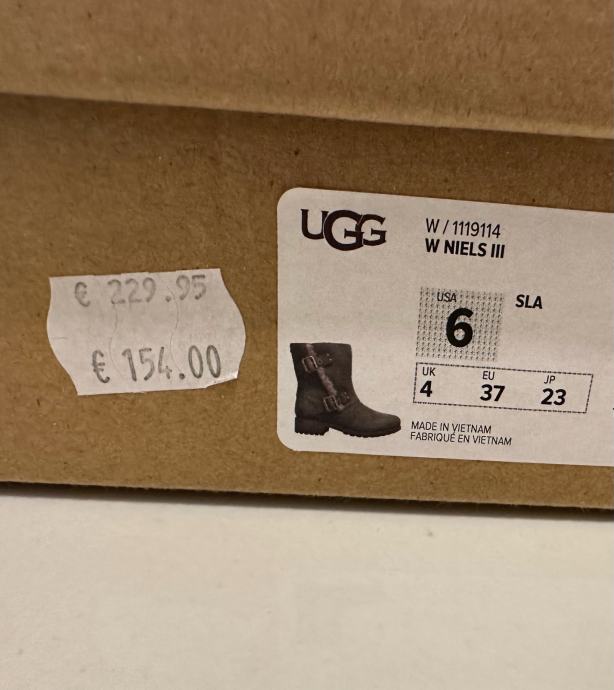 € 229.95
€ 154.00
UGG
W / 1119114
W NIELS III
USA
6
SLA
UK
4
EU
37
JP
23
MADE IN VIETNAM
FABRIQUÉ EN VIETNAM